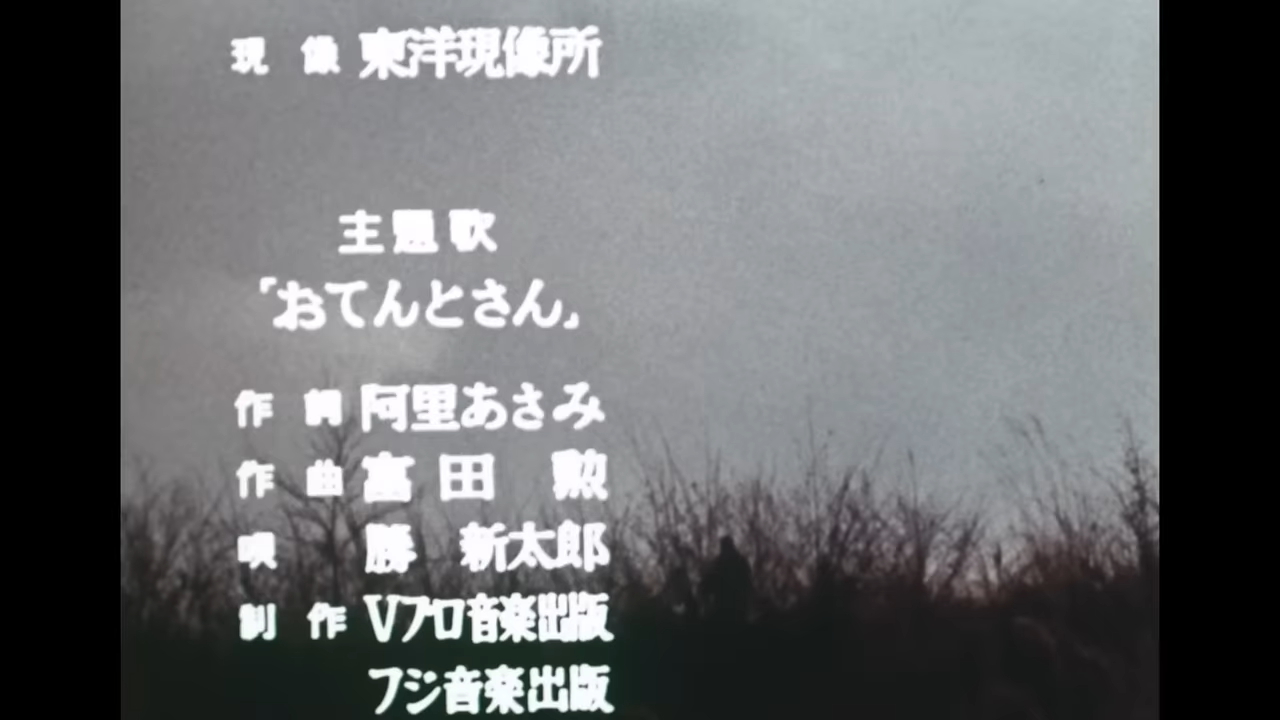 現像 東洋現像所
主題歌
「おてんとさん」
作詞 阿里あさみ
作曲 富田 勲
唄 勝 新太郎
制作 Vプロ音楽出版
フジ音楽出版